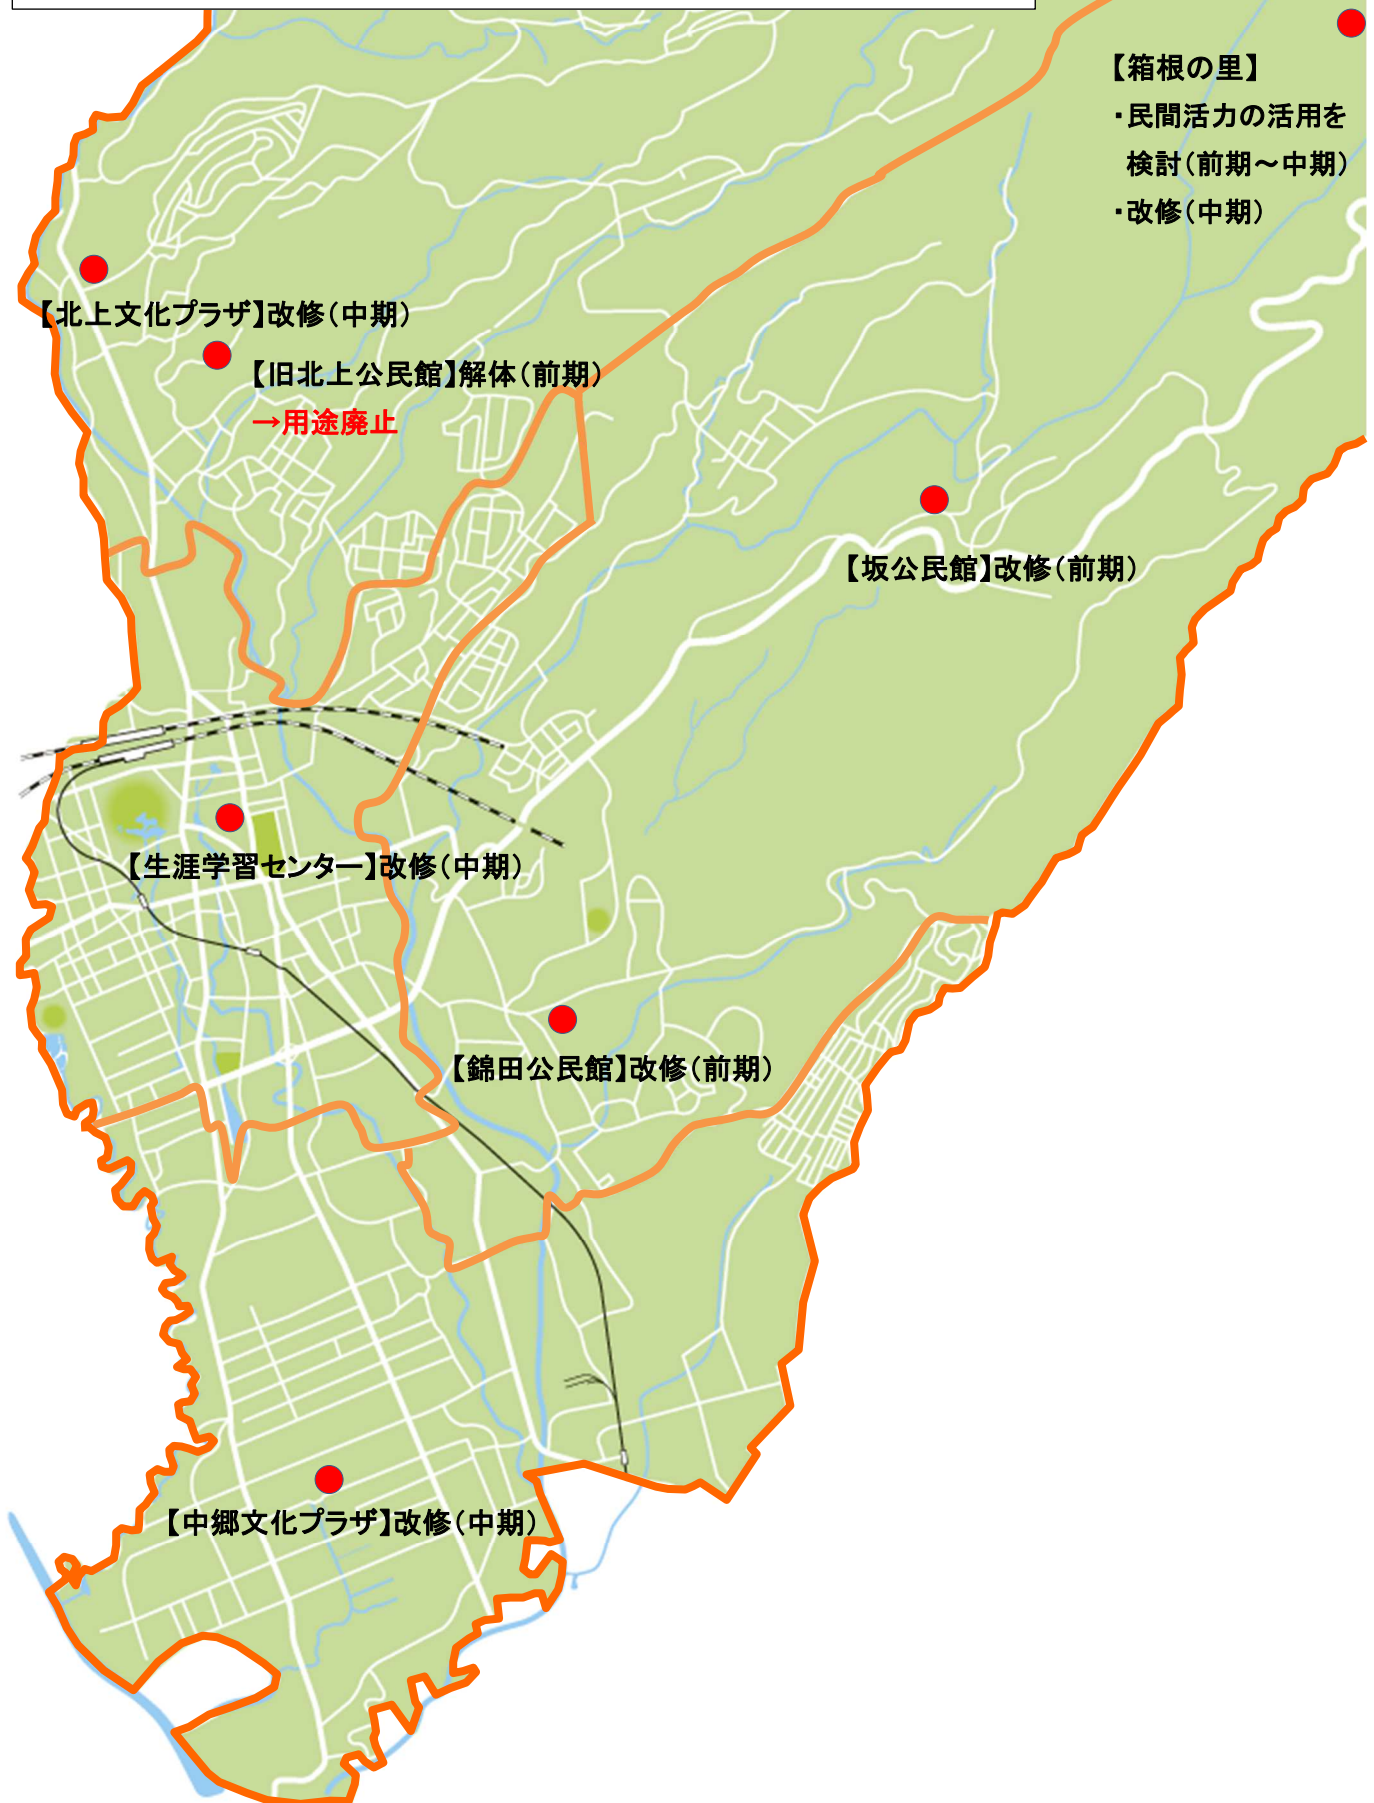 【箱根の里】
・民間活力の活用を
検討（前期～中期）
・改修（中期）
【北上文化プラザ】改修（中期）
【旧北上公民館】解体（前期）
→用途廃止
【坂公民館】改修（前期）
【生涯学習センター】改修（中期）
【錦田公民館】改修（前期）
【中郷文化プラザ】改修（中期）